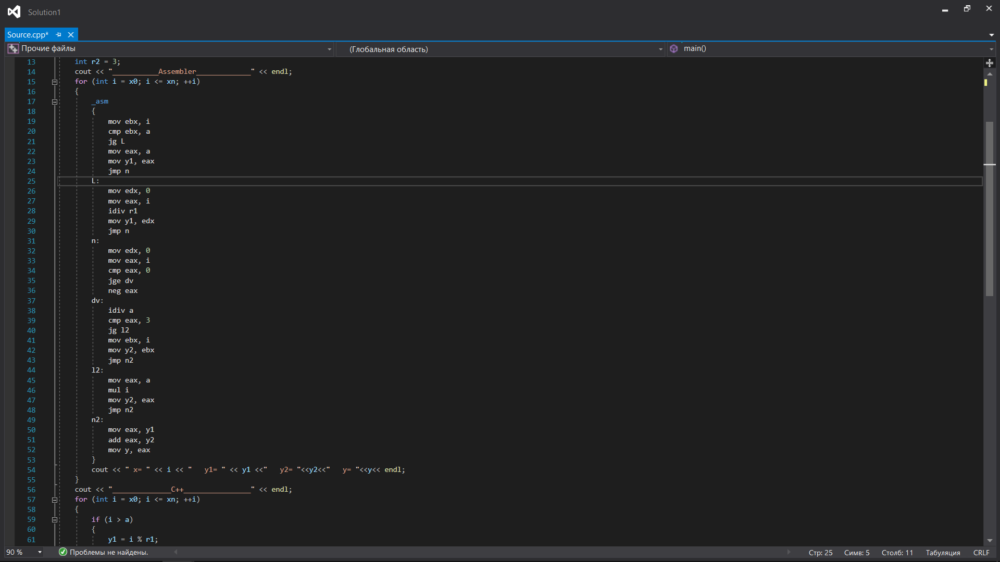 Solution1
Source.cpp*
Прочие файлы (Глобальная область) main()
13 int r2 = 3;
14 cout << "___________Assembler_____________" << endl;
15 for (int i = x0; i <= xn; ++i)
16 {
17 _asm
18 {
19 mov ebx, i
20 cmp ebx, a
21 jg L
22 mov eax, a
23 mov y1, eax
24 jmp n
25 L:
26 mov edx, 0
27 mov eax, i
28 idiv r1
29 mov y1, edx
30 jmp n
31 n:
32 mov edx, 0
33 mov eax, i
34 cmp eax, 0
35 jge dv
36 neg eax
37 dv:
38 idiv a
39 cmp eax, 3
40 jg l2
41 mov ebx, i
42 mov y2, ebx
43 jmp n2
44 l2:
45 mov eax, a
46 mul i
47 mov y2, eax
48 jmp n2
49 n2:
50 mov eax, y1
51 add eax, y2
52 mov y, eax
53 }
54 cout << " x= " << i << "   y1= " << y1 <<"   y2= "<<y2<<"   y= "<<y<< endl;
55 }
56 cout << "______________C++________________" << endl;
57 for (int i = x0; i <= xn; ++i)
58 {
59 if (i > a)
60 {
61 y1 = i % r1;
90 % Проблемы не найдены. Стр: 25 Симв: 5 Столб: 11 Табуляция CRLF